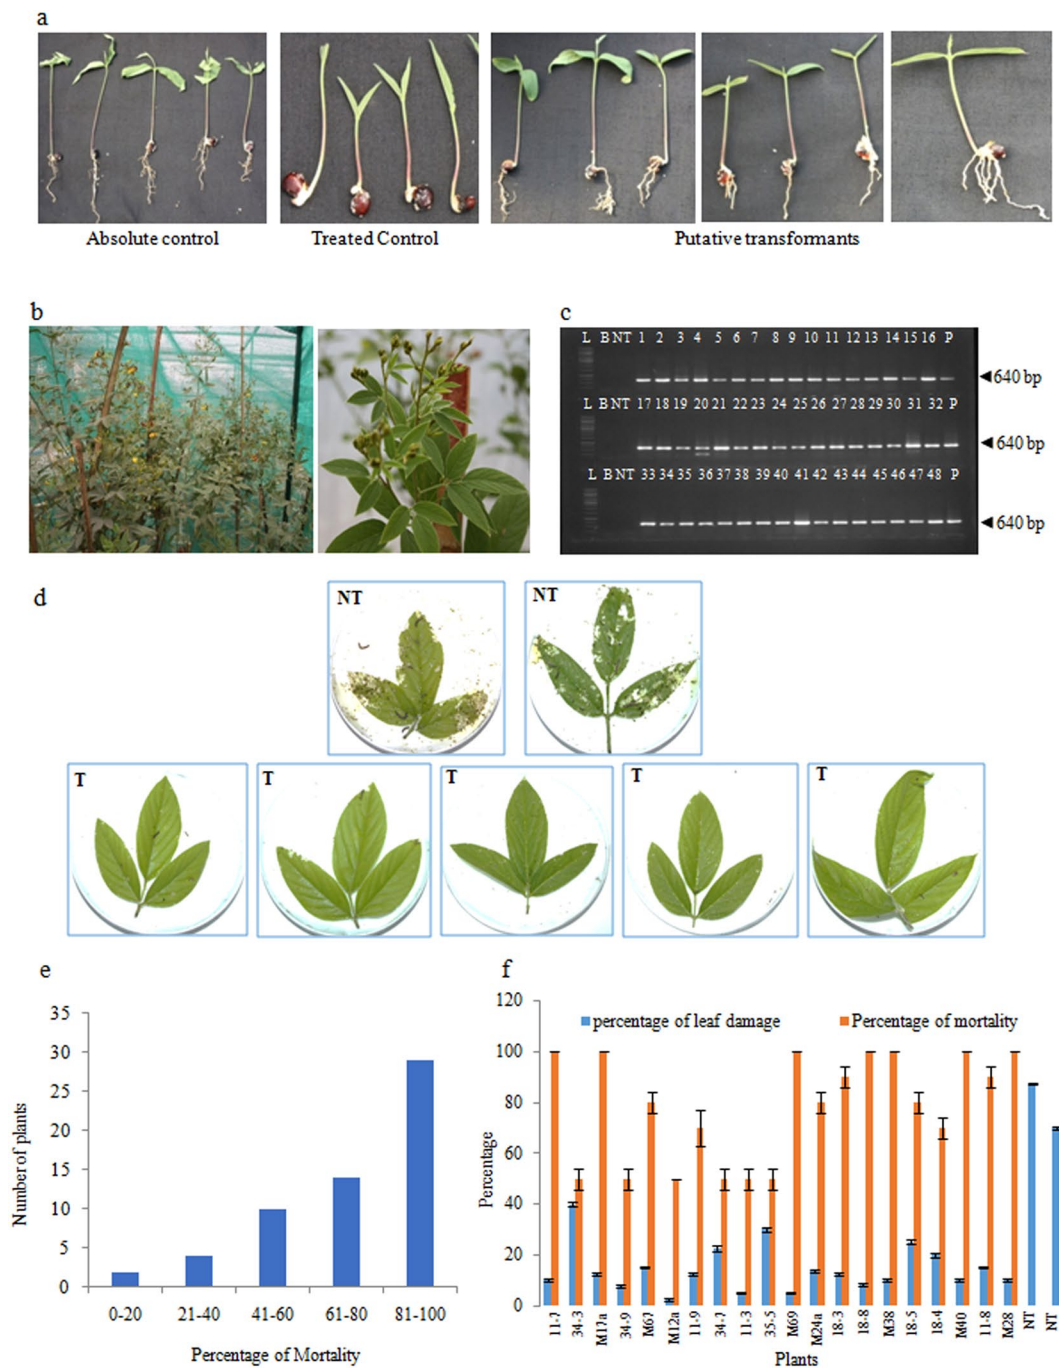 a
Absolute control
Treated Control
Putative transformants
b
c
L B NT 1 2 3 4 5 6 7 8 9 10 11 12 13 14 15 16 P
640 bp
L B NT 17 18 19 20 21 22 23 24 25 26 27 28 29 30 31 32 P
640 bp
L B NT 33 34 35 36 37 38 39 40 41 42 43 44 45 46 47 48 P
640 bp
d
NT
NT
T
T
T
T
T
e
35
30
25
20
15
10
5
0
Number of plants
0-20 21-40 41-60 61-80 81-100
Percentage of Mortality
f
120
100
80
60
40
20
0
Percentage
percentage of leaf damage
Percentage of mortality
11-7 34-3 M17a 34-9 M67 M12a 11-9 34-7 11-3 35-5 M69 M24a 18-3 18-8 M38 18-5 18-4 M40 11-8 M28 NT NT
Plants